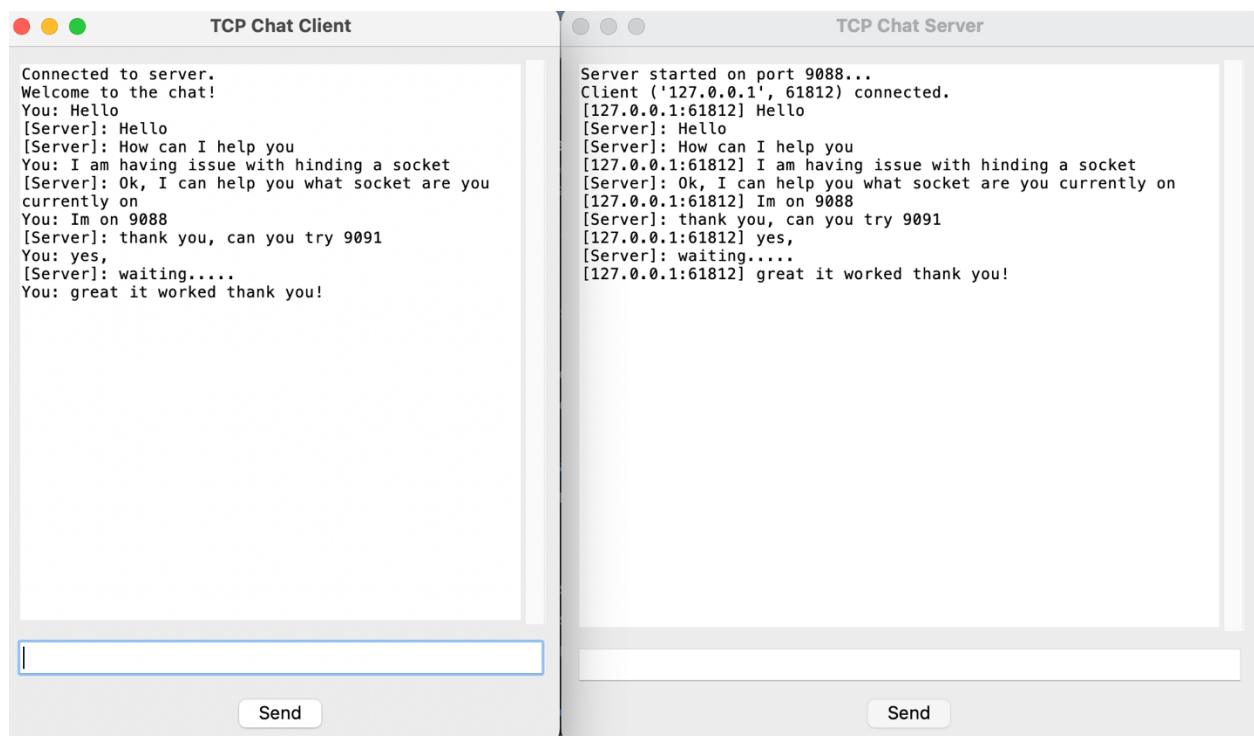 TCP Chat Client
Connected to server.
Welcome to the chat!
You: Hello
[Server]: Hello
[Server]: How can I help you
You: I am having issue with hinding a socket
[Server]: Ok, I can help you what socket are you
currently on
You: Im on 9088
[Server]: thank you, can you try 9091
You: yes,
[Server]: waiting.....
You: great it worked thank you!
Send
TCP Chat Server
Server started on port 9088...
Client ('127.0.0.1', 61812) connected.
[127.0.0.1:61812] Hello
[Server]: Hello
[Server]: How can I help you
[127.0.0.1:61812] I am having issue with hinding a socket
[Server]: Ok, I can help you what socket are you currently on
[127.0.0.1:61812] Im on 9088
[Server]: thank you, can you try 9091
[127.0.0.1:61812] yes,
[Server]: waiting.....
[127.0.0.1:61812] great it worked thank you!
Send